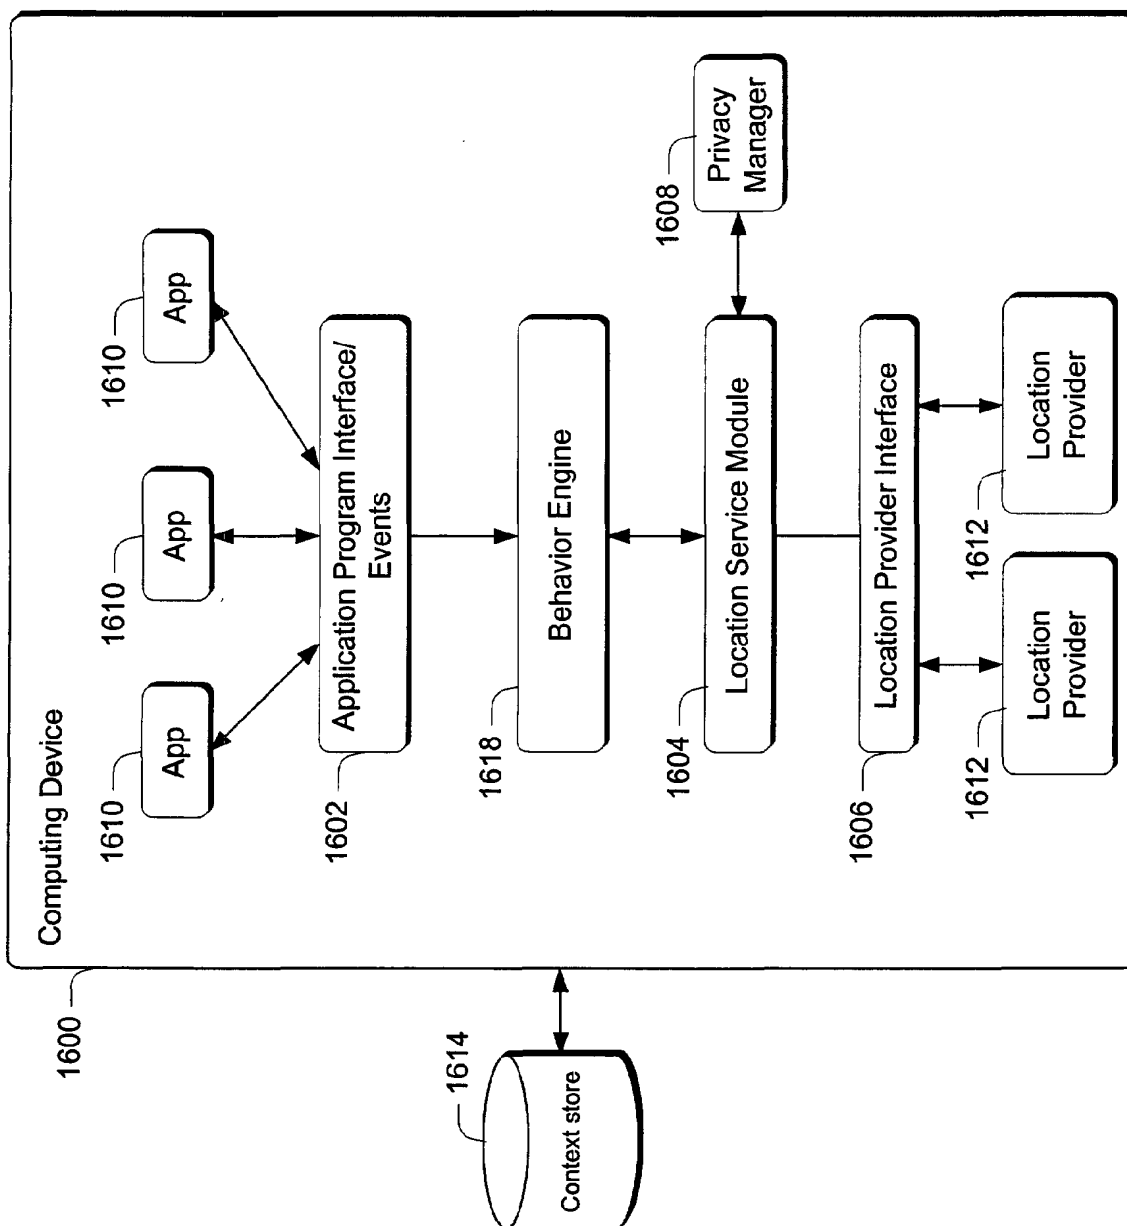 Computing Device
1600
1610
App
1610
App
1610
App
1602
Application Program Interface/
Events
1618
Behavior Engine
1604
Location Service Module
1608
Privacy
Manager
1606
Location Provider Interface
1612
Location
Provider
1612
Location
Provider
1614
Context store